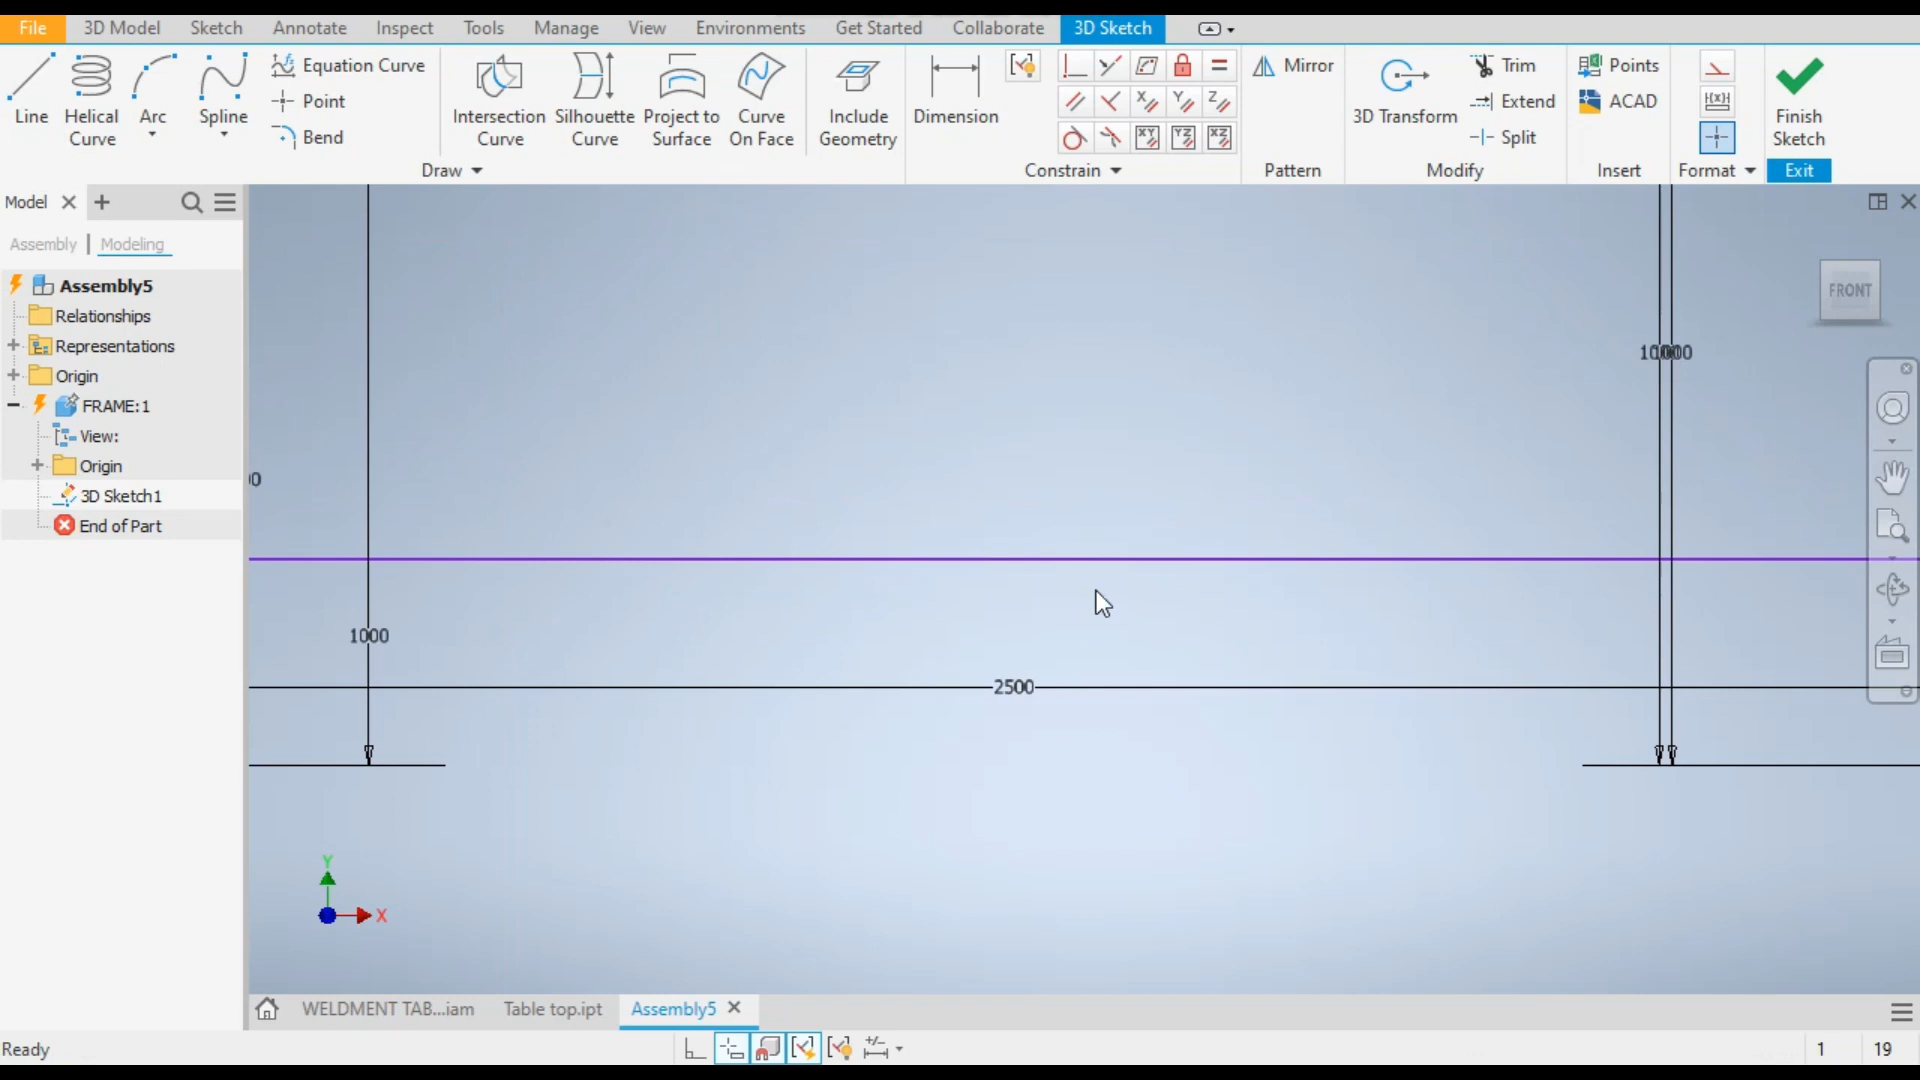 File 3D Model Sketch Annotate Inspect Tools Manage View Environments Get Started Collaborate 3D Sketch
Line
Helical
Curve
Arc
Spline
Equation Curve
Point
Bend
Intersection
Curve
Silhouette
Curve
Project to
Surface
Curve
On Face
Include
Geometry
Dimension
Mirror
3D Transform
Trim
Extend
Split
Points
ACAD
Finish
Sketch
Draw
Constrain
Pattern
Modify
Insert
Format
Exit
Model
Assembly | Modeling
Assembly5
Relationships
Representations
Origin
FRAME:1
View:
Origin
3D Sketch1
End of Part
FRONT
1000
2500
Y
X
WELDMENT TAB...iam Table top.ipt Assembly5
Ready
1 19